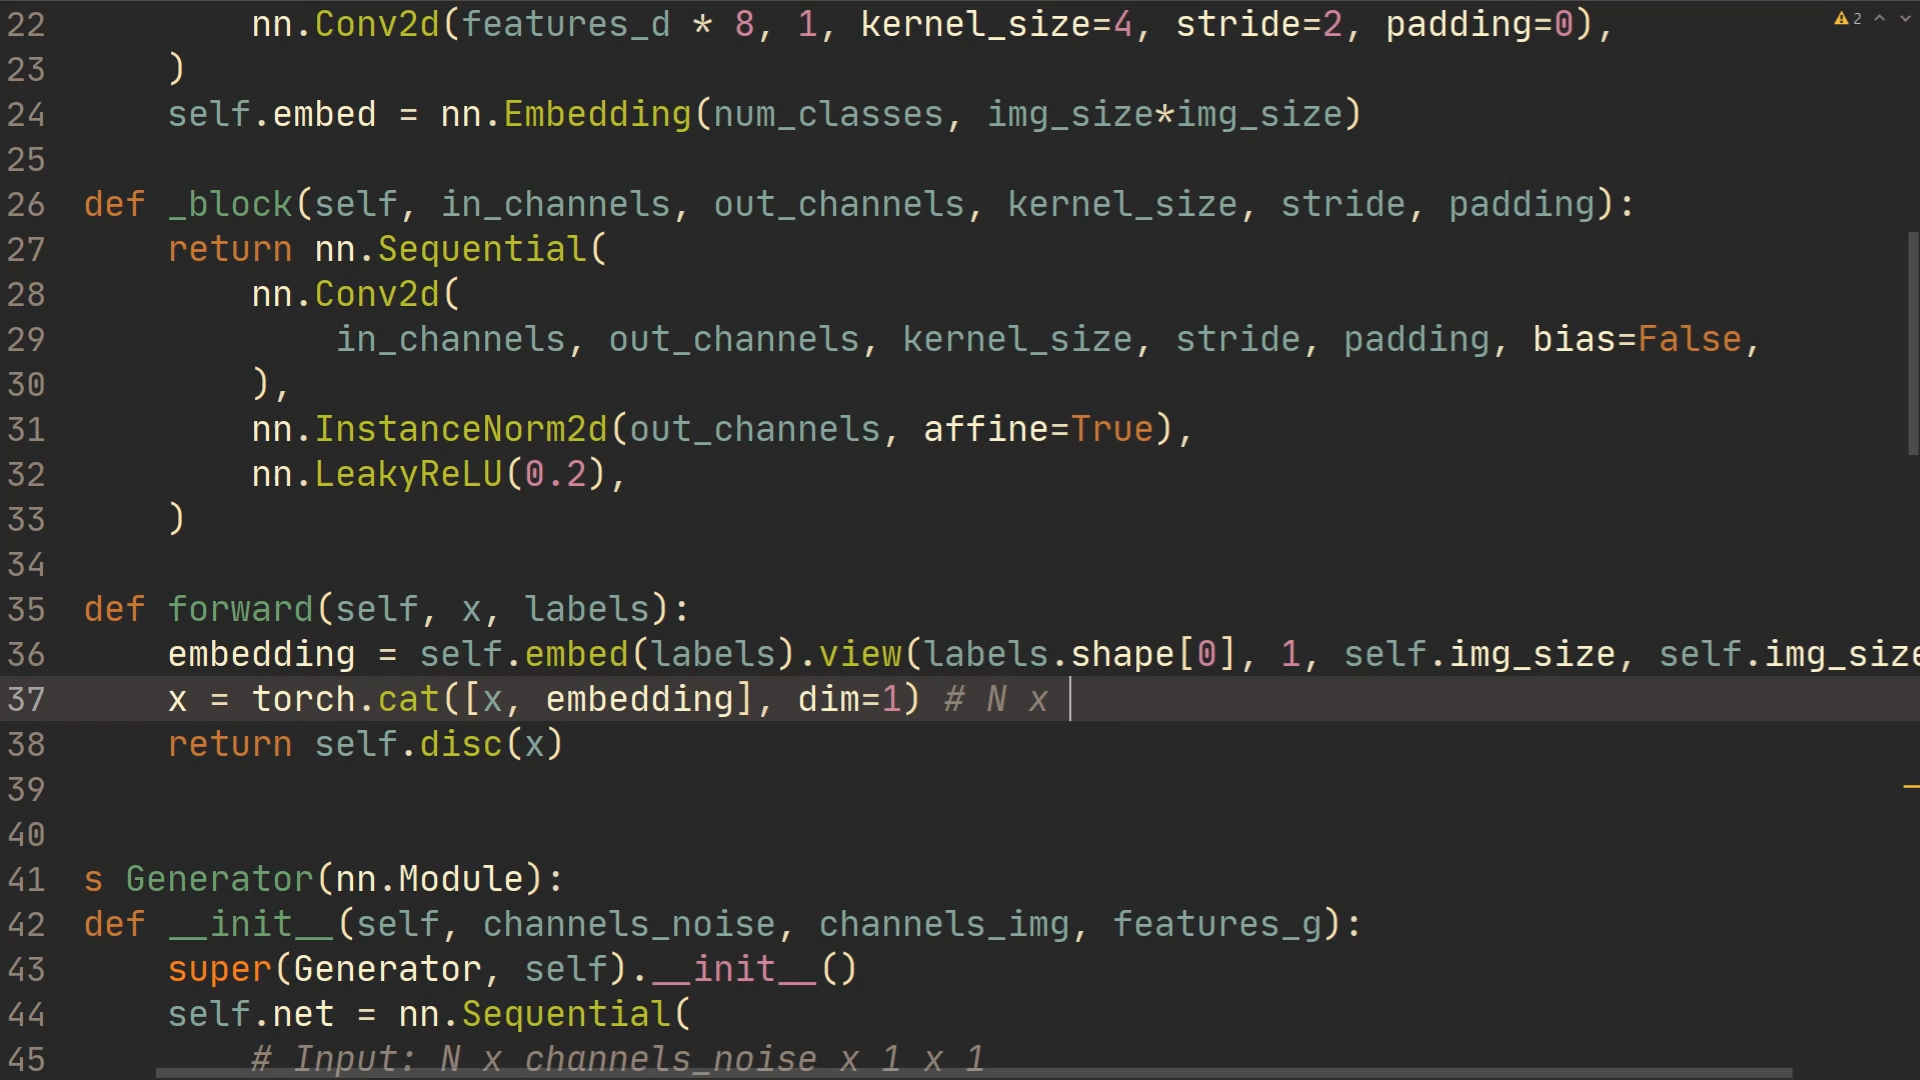 22 nn.Conv2d(features_d * 8, 1, kernel_size=4, stride=2, padding=0),
2
23 )
24 self.embed = nn.Embedding(num_classes, img_size*img_size)
25
26 def _block(self, in_channels, out_channels, kernel_size, stride, padding):
27 return nn.Sequential(
28 nn.Conv2d(
29 in_channels, out_channels, kernel_size, stride, padding, bias=False,
30 ),
31 nn.InstanceNorm2d(out_channels, affine=True),
32 nn.LeakyReLU(0.2),
33 )
34
35 def forward(self, x, labels):
36 embedding = self.embed(labels).view(labels.shape[0], 1, self.img_size, self.img_size
37 x = torch.cat([x, embedding], dim=1) # N x
38 return self.disc(x)
39
40
41 s Generator(nn.Module):
42 def __init__(self, channels_noise, channels_img, features_g):
43 super(Generator, self).__init__()
44 self.net = nn.Sequential(
45 # Input: N x channels_noise x 1 x 1